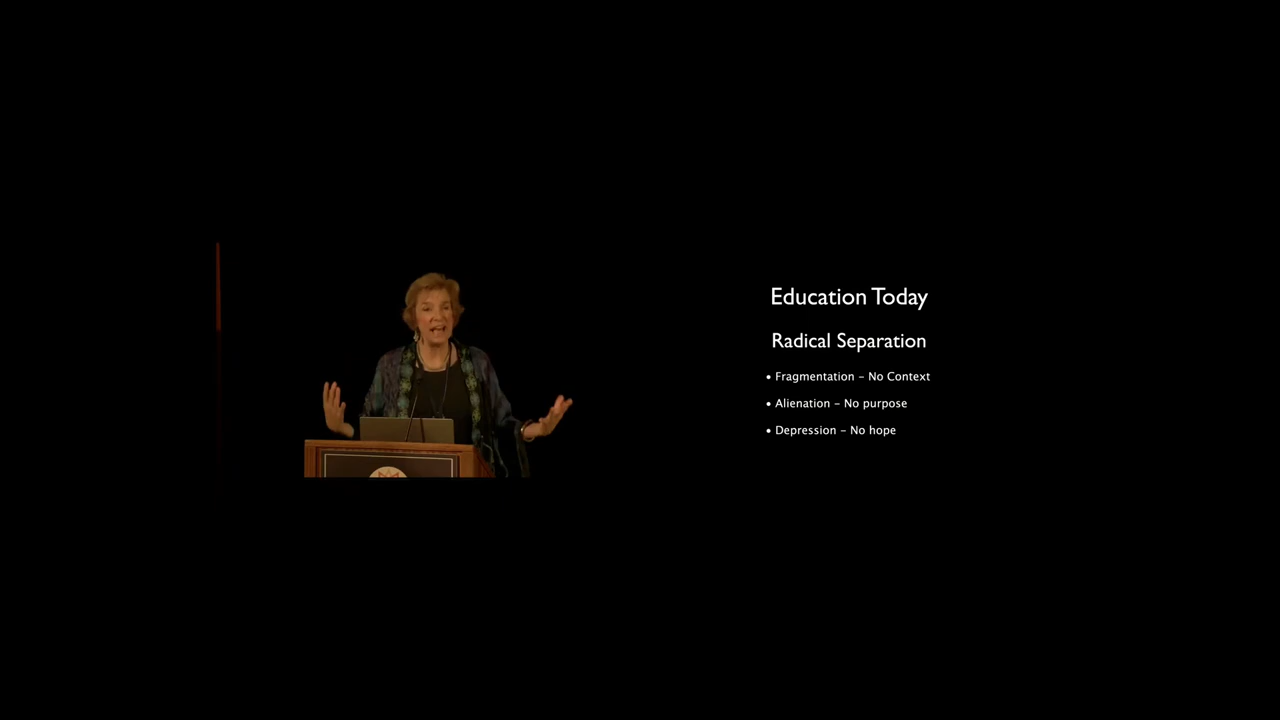 Education Today
Radical Separation
• Fragmentation – No Context
• Alienation – No purpose
• Depression – No hope